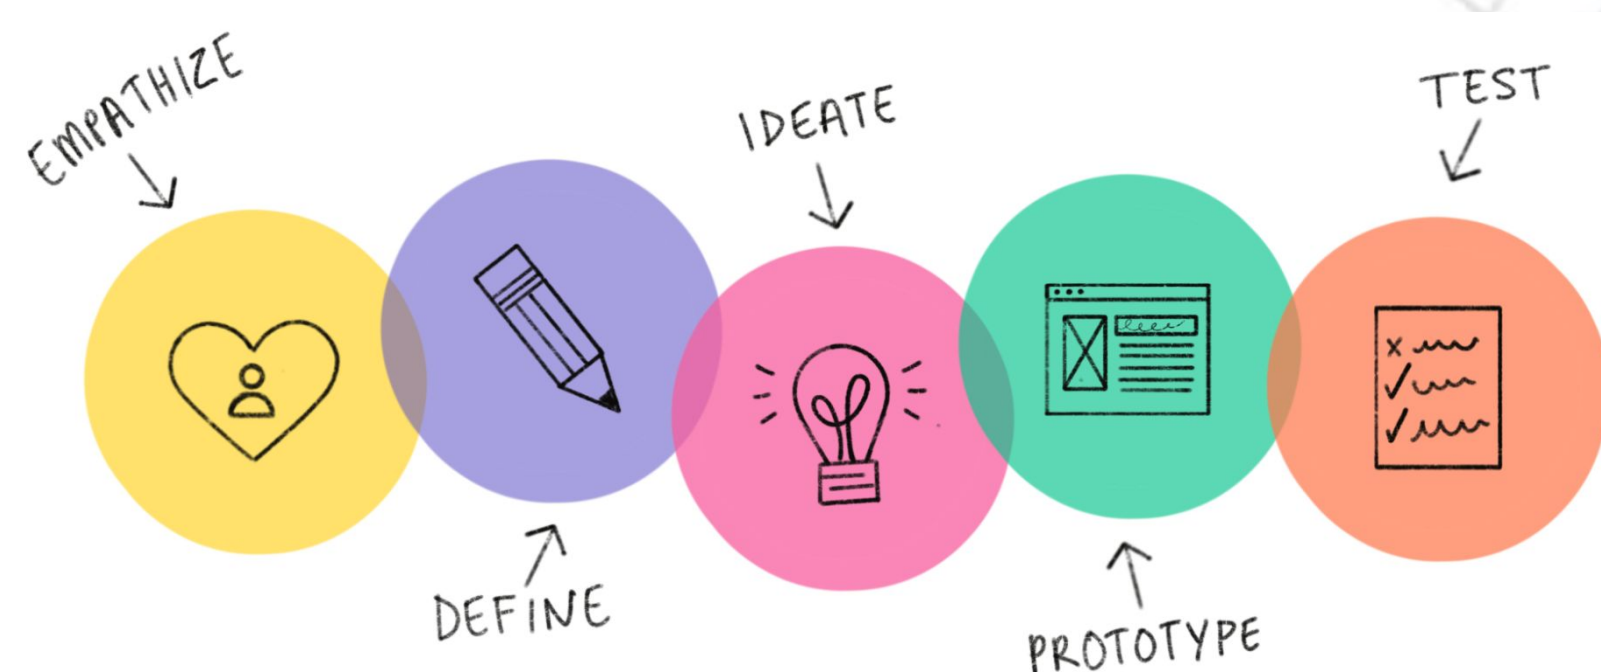 EMPATHIZE
DEFINE
IDEATE
PROTOTYPE
TEST